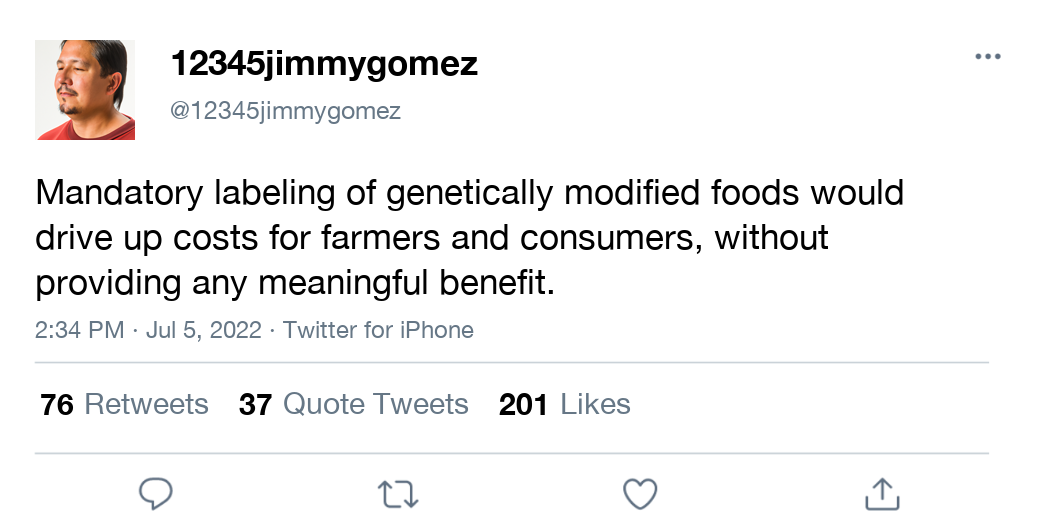 12345jimmygomez
@12345jimmygomez
Mandatory labeling of genetically modified foods would
drive up costs for farmers and consumers, without
providing any meaningful benefit.
2:34 PM · Jul 5, 2022 · Twitter for iPhone
76 Retweets 37 Quote Tweets 201 Likes